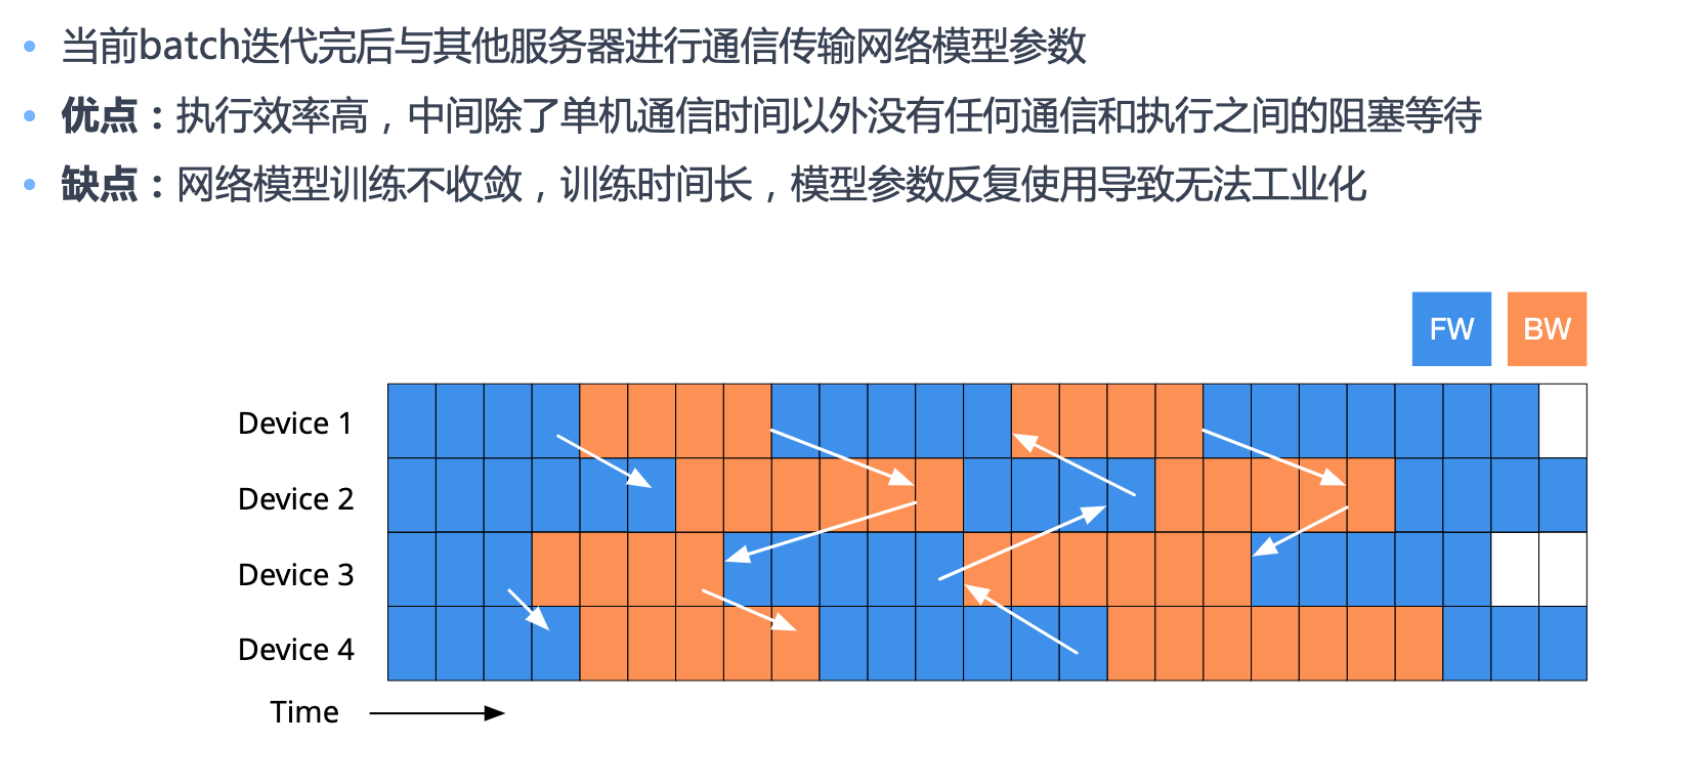 当前batch迭代完后与其他服务器进行通信传输网络模型参数
优点：执行效率高，中间除了单机通信时间以外没有任何通信和执行之间的阻塞等待
缺点：网络模型训练不收敛，训练时间长，模型参数反复使用导致无法工业化
FW BW
Device 1
Device 2
Device 3
Device 4
Time